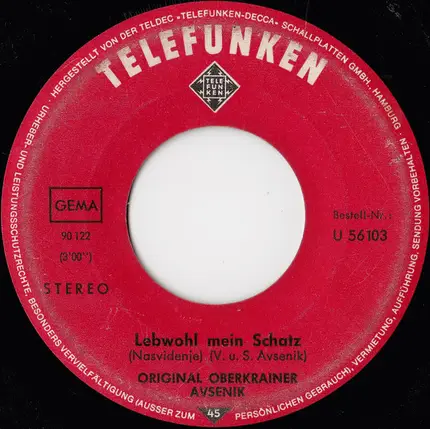 TELEFUNKEN
TELE
FUN
KEN
GEMA
90 122
(3'00")
STEREO
Bestell-Nr.:
U 56103
Lebwohl mein Schatz
(Nasvidenje) (V. u. S. Avsenik)
ORIGINAL OBERKRAINER
AVSENIK
45
URHEBER- UND LEISTUNGSSCHUTZRECHTE, BESONDERS VERVIELFÄLTIGUNG (AUSSER ZUM PERSÖNLICHEN GEBRAUCH), VERMIETUNG, AUFFÜHRUNG, SENDUNG VORBEHALTEN
HERGESTELLT VON DER TELDEC »TELEFUNKEN-DECCA« SCHALLPLATTEN GMBH., HAMBURG